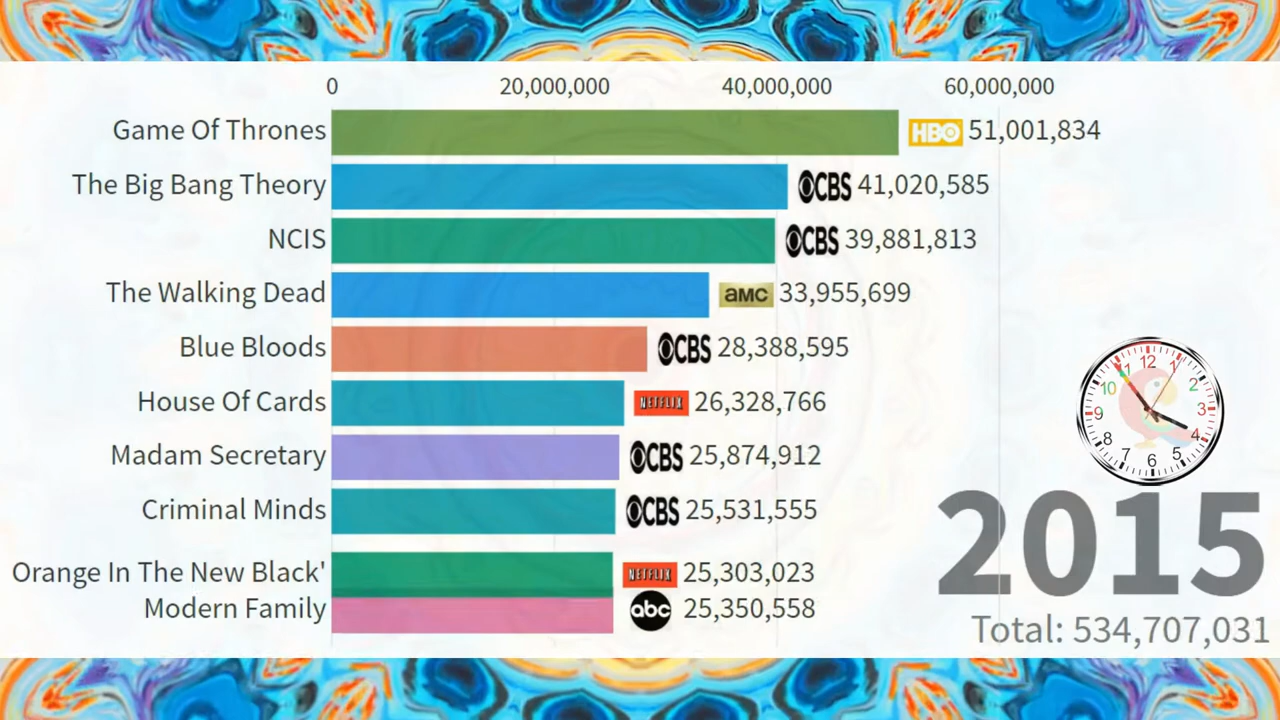 0 20,000,000 40,000,000 60,000,000
Game Of Thrones HBO 51,001,834
The Big Bang Theory CBS 41,020,585
NCIS CBS 39,881,813
The Walking Dead amc 33,955,699
Blue Bloods CBS 28,388,595
House Of Cards NETFLIX 26,328,766
Madam Secretary CBS 25,874,912
Criminal Minds CBS 25,531,555
Orange In The New Black' NETFLIX 25,303,023
Modern Family abc 25,350,558
12 1 2 3 4 5 6 7 8 9 10 11
2015
Total: 534,707,031